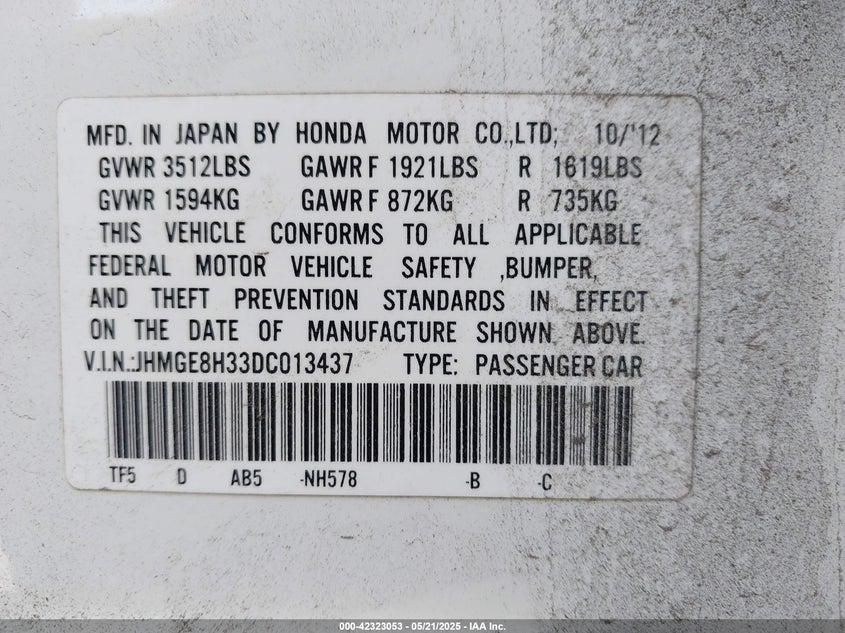 MFD. IN JAPAN BY HONDA MOTOR CO.,LTD; 10/'12
GVWR 3512LBS GAWR F 1921LBS R 1619LBS
GVWR 1594KG GAWR F 872KG R 735KG
THIS VEHICLE CONFORMS TO ALL APPLICABLE
FEDERAL MOTOR VEHICLE SAFETY ,BUMPER,
AND THEFT PREVENTION STANDARDS IN EFFECT
ON THE DATE OF MANUFACTURE SHOWN ABOVE.
V.I.N.:JHMGE8H33DC013437 TYPE: PASSENGER CAR
TF5 D AB5 -NH578 -B -C
000-42323053 - 05/21/2025 - IAA Inc.